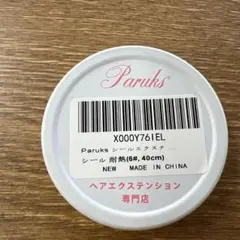 Paruks
X000Y76IEL
Paruks シールエクステ ...
シール 耐熱(6#, 40cm)
NEW MADE IN CHINA
ヘアエクステンション
専門店